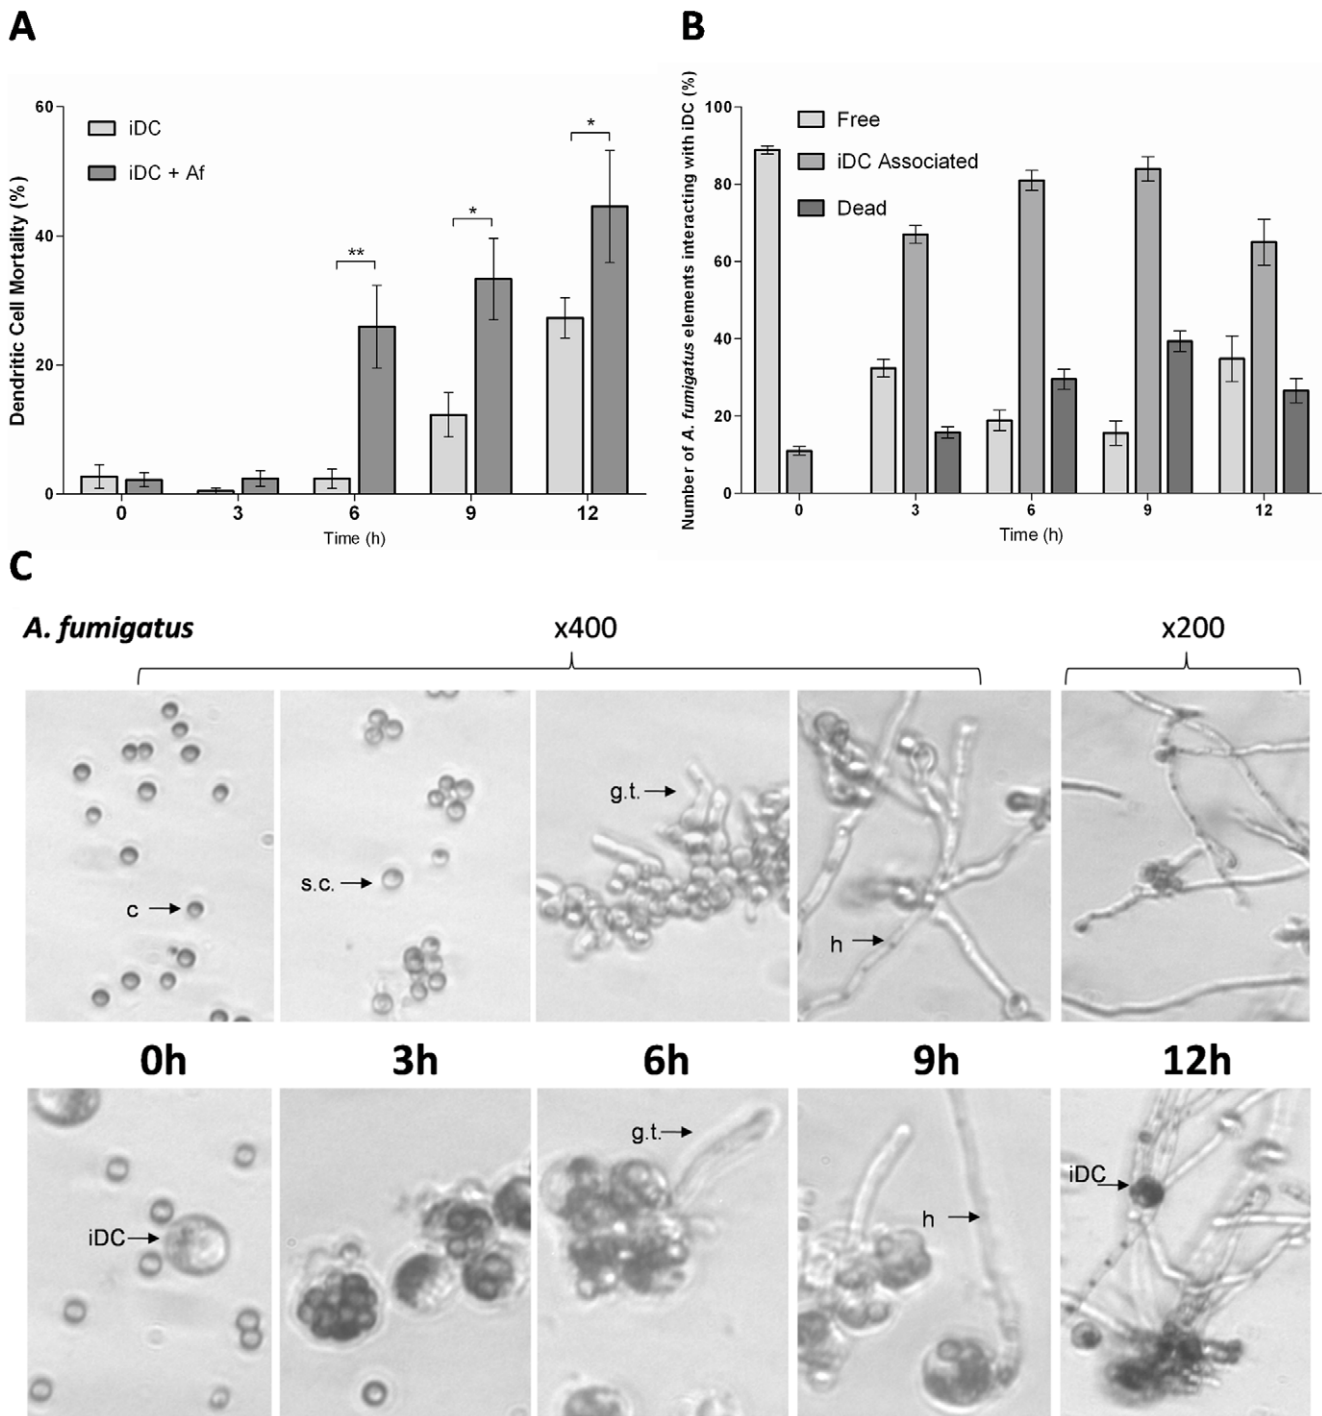 A
B
60
40
20
0
Dendritic Cell Mortality (%)
iDC
iDC + Af
**
*
*
0 3 6 9 12
Time (h)
100
80
60
40
20
0
Number of A. fumigatus elements interacting with iDC (%)
Free
iDC Associated
Dead
0 3 6 9 12
Time (h)
C
A. fumigatus
x400
x200
c
s.c.
g.t.
h
0h 3h 6h 9h 12h
iDC
g.t.
h
iDC